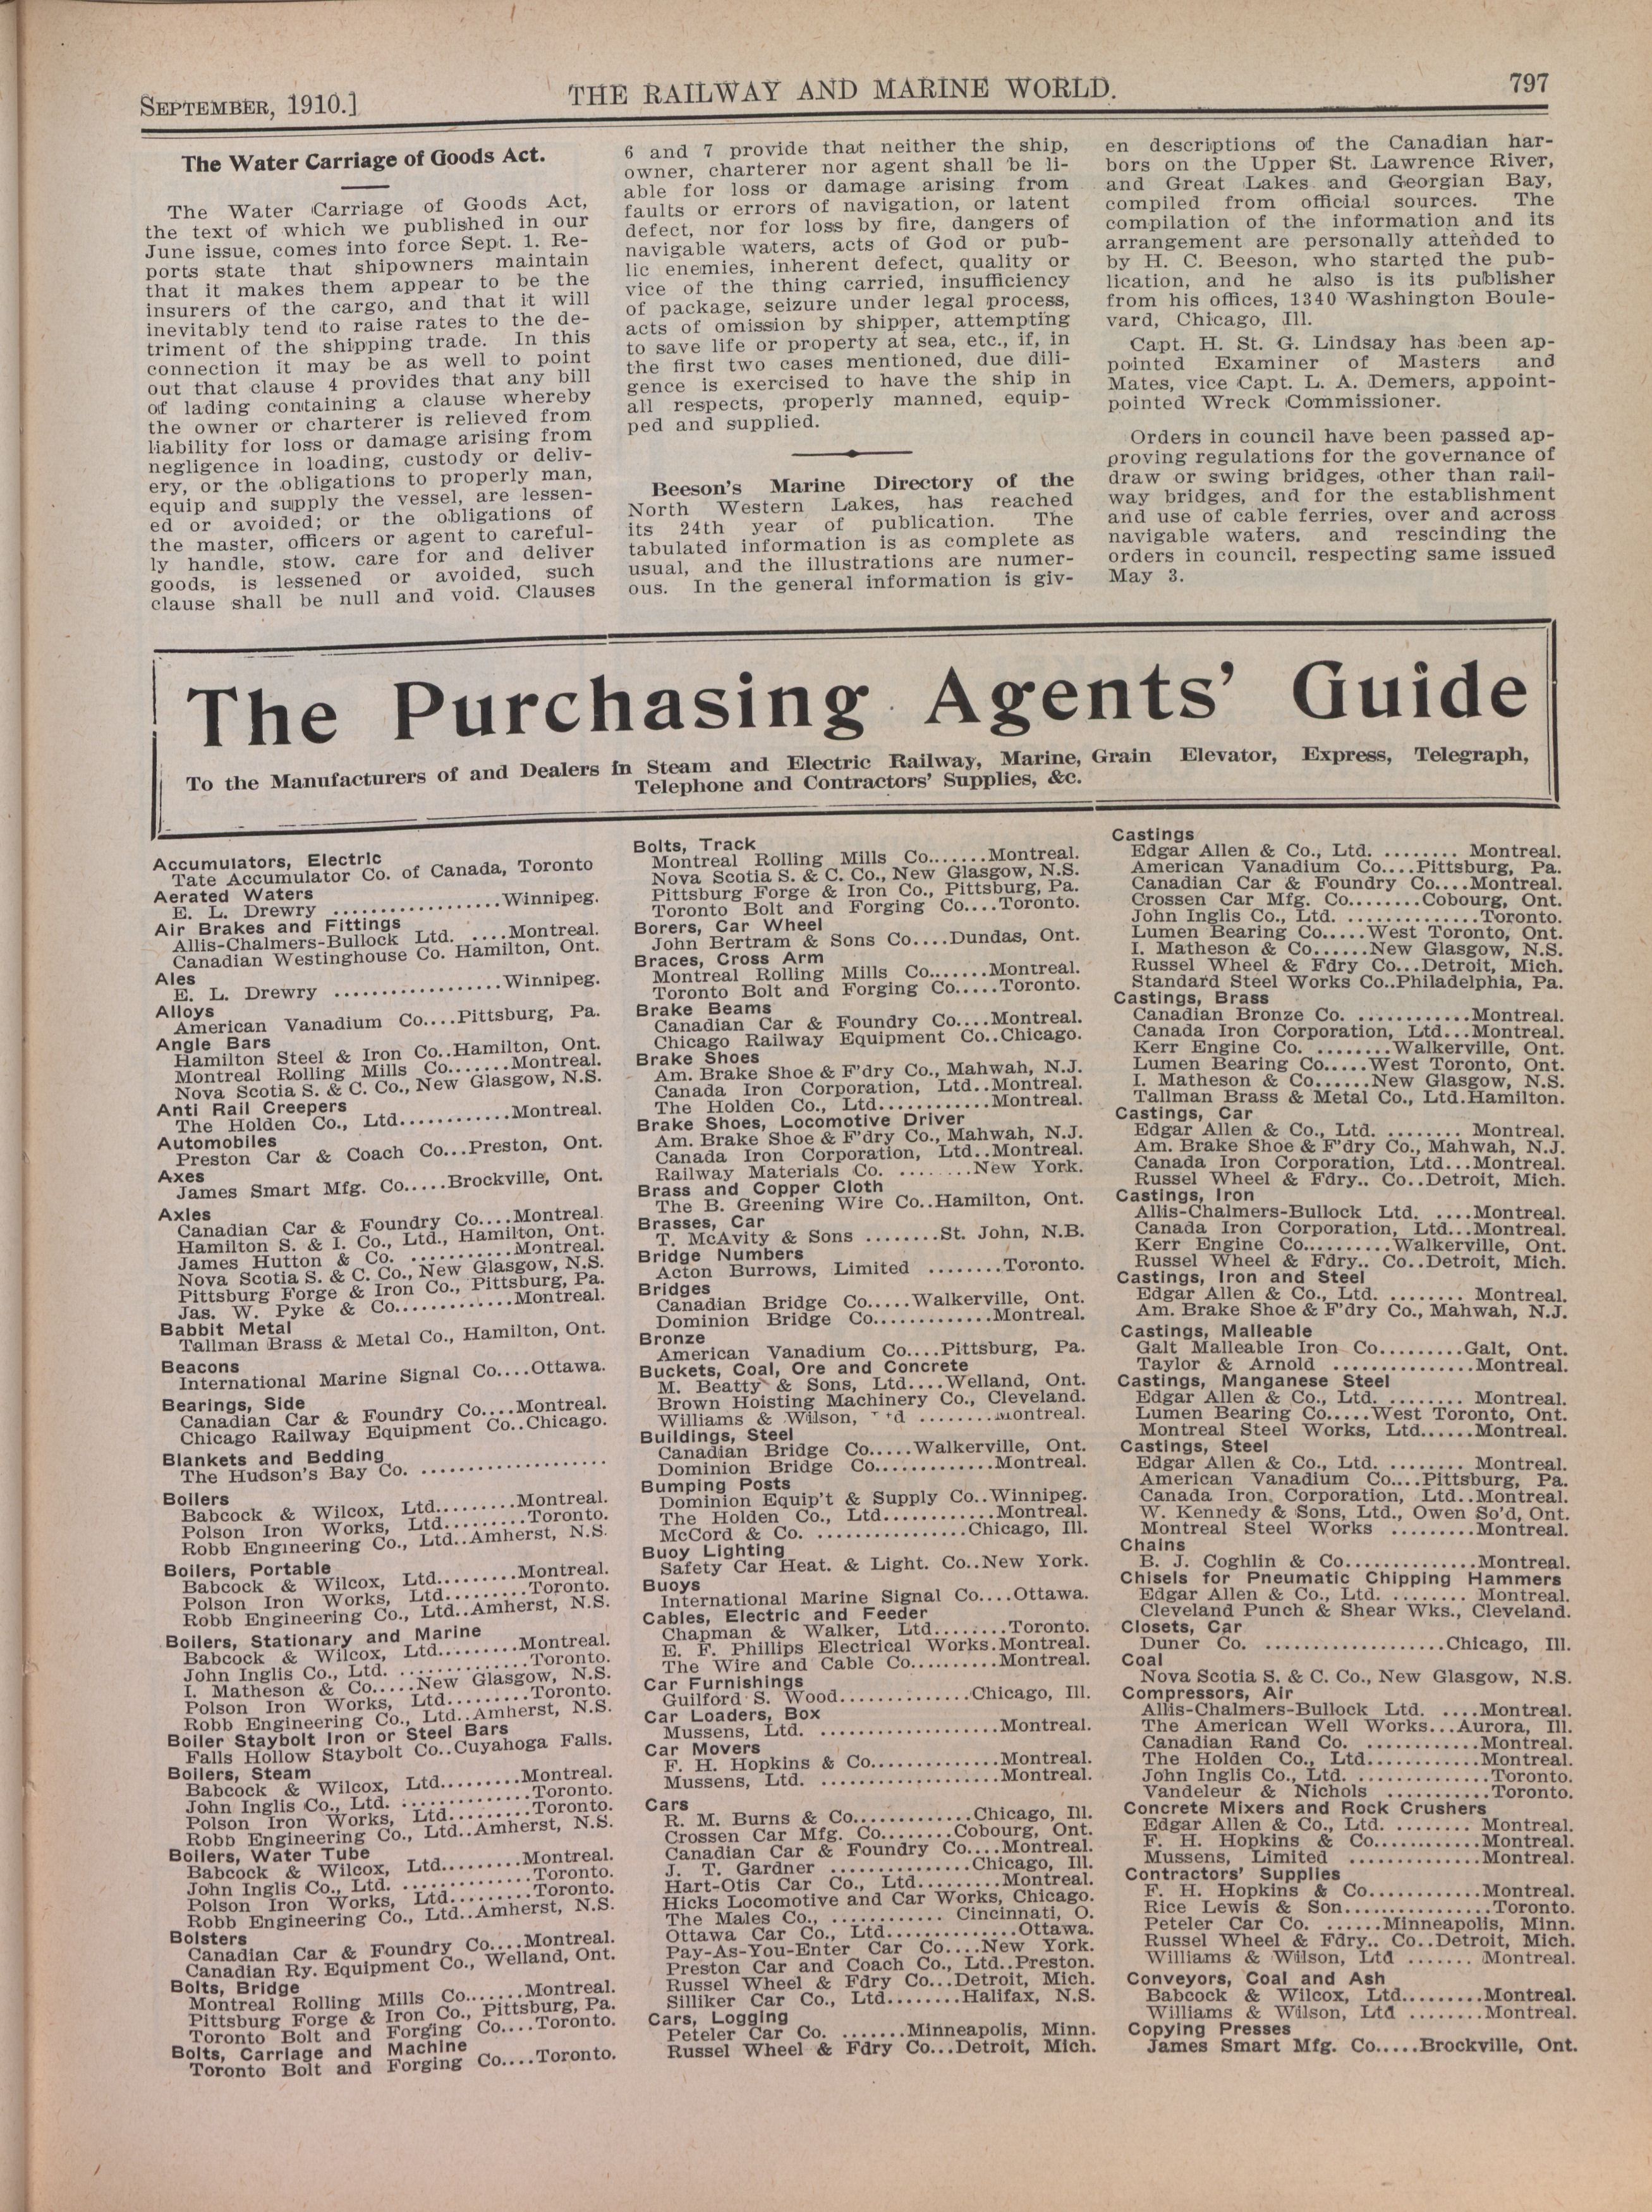 SEPTEMBER, 1910.]
THE RAILWAY AND MARINE WORLD.
797
The Water Carriage of Goods Act.
The Water Carriage of Goods Act,
the text of which we published in our
June issue, comes into force Sept. 1. Re-
ports state that shipowners maintain
that it makes them appear to be the
insurers of the cargo, and that it will
inevitably tend to raise rates to the de-
triment of the shipping trade. In this
connection it may be as well to point
out that clause 4 provides that any bill
of lading containing a clause whereby
the owner or charterer is relieved from
liability for loss or damage arising from
negligence in loading, custody or deliv-
ery, or the obligations to properly man,
equip and supply the vessel, are lessen-
ed or avoided; or the obligations of
the master, officers or agent to careful-
ly handle, stow. care for and deliver
goods, is lessened or avoided, such
clause shall be null and void. Clauses
6 and 7 provide that neither the ship,
owner, charterer nor agent shall be li-
able for loss or damage arising from
faults or errors of navigation, or latent
defect, nor for loss by fire, dangers of
navigable waters, acts of God or pub-
lic enemies, inherent defect, quality or
vice of the thing carried, insufficiency
of package, seizure under legal process,
acts of omission by shipper, attempting
to save life or property at sea, etc., if, in
the first two cases mentioned, due dili-
gence is exercised to have the ship in
all respects, properly manned, equip-
ped and supplied.
Beeson's Marine Directory of the
North Western Lakes, has reached
its 24th year of publication. The
tabulated information is as complete as
usual, and the illustrations are numer-
ous. In the general information is giv-
en descriptions of the Canadian har-
bors on the Upper St. Lawrence River,
and Great Lakes and Georgian Bay,
compiled from official sources. The
compilation of the information and its
arrangement are personally attended to
by H. C. Beeson, who started the pub-
lication, and he also is its publisher
from his offices, 1340 Washington Boule-
vard, Chicago, Ill.
Capt. H. St. G. Lindsay has been ap-
pointed Examiner of Masters and
Mates, vice Capt. L. A. Demers, appoint-
pointed Wreck Commissioner.
Orders in council have been passed ap-
proving regulations for the governance of
draw or swing bridges, other than rail-
way bridges, and for the establishment
and use of cable ferries, over and across
navigable waters. and rescinding the
orders in council, respecting same issued
May 3.
The Purchasing Agents' Guide
To the Manufacturers of and Dealers in Steam and Electric Railway, Marine, Grain Elevator, Express, Telegraph,
Telephone and Contractors' Supplies, &c.
Accumulators, Electric
Tate Accumulator Co. of Canada, Toronto
Aerated Waters
E. L. Drewry ..................Winnipeg.
Air Brakes and Fittings
Allis-Chalmers-Bullock Ltd. ....Montreal.
Canadian Westinghouse Co. Hamilton, Ont.
Ales
E. L. Drewry ..................Winnipeg.
Alloys
American Vanadium Co....Pittsburg, Pa.
Angle Bars
Hamilton Steel & Iron Co..Hamilton, Ont.
Montreal Rolling Mills Co.......Montreal.
Nova Scotia S. & C. Co., New Glasgow, N.S.
Anti Rail Creepers
The Holden Co., Ltd............Montreal.
Automobiles
Preston Car & Coach Co...Preston, Ont.
Axes
James Smart Mfg. Co.....Brockville, Ont.
Axles
Canadian Car & Foundry Co....Montreal.
Hamilton S. & I. Co., Ltd., Hamilton, Ont.
James Hutton & Co. ...........Montreal.
Nova Scotia S. & C. Co., New Glasgow, N.S.
Pittsburg Forge & Iron Co., Pittsburg, Pa.
Jas. W. Pyke & Co............Montreal.
Babbit Metal
Tallman Brass & Metal Co., Hamilton, Ont.
Beacons
International Marine Signal Co....Ottawa.
Bearings, Side
Canadian Car & Foundry Co....Montreal.
Chicago Railway Equipment Co..Chicago.
Blankets and Bedding
The Hudson's Bay Co. ....................
Boilers
Babcock & Wilcox, Ltd.........Montreal.
Polson Iron Works, Ltd.........Toronto.
Robb Engineering Co., Ltd..Amherst, N.S.
Boilers, Portable
Babcock & Wilcox, Ltd.........Montreal.
Polson Iron Works, Ltd.........Toronto.
Robb Engineering Co., Ltd..Amherst, N.S.
Boilers, Stationary and Marine
Babcock & Wilcox, Ltd.........Montreal.
John Inglis Co., Ltd. ..............Toronto.
I. Matheson & Co.....New Glasgow, N.S.
Polson Iron Works, Ltd.........Toronto.
Robb Engineering Co., Ltd..Amherst, N.S.
Boiler Staybolt Iron or Steel Bars
Falls Hollow Staybolt Co..Cuyahoga Falls.
Boilers, Steam
Babcock & Wilcox, Ltd.........Montreal.
John Inglis Co., Ltd. ..............Toronto.
Polson Iron Works, Ltd.........Toronto.
Robb Engineering Co., Ltd..Amherst, N.S.
Boilers, Water Tube
Babcock & Wilcox, Ltd.........Montreal.
John Inglis Co., Ltd. ..............Toronto.
Polson Iron Works, Ltd.........Toronto.
Robb Engineering Co., Ltd..Amherst, N.S.
Bolsters
Canadian Car & Foundry Co....Montreal.
Canadian Ry. Equipment Co., Welland, Ont.
Bolts, Bridge
Montreal Rolling Mills Co.......Montreal.
Pittsburg Forge & Iron Co., Pittsburg, Pa.
Toronto Bolt and Forging Co....Toronto.
Bolts, Carriage and Machine
Toronto Bolt and Forging Co....Toronto.
Bolts, Track
Montreal Rolling Mills Co.......Montreal.
Nova Scotia S. & C. Co., New Glasgow, N.S.
Pittsburg Forge & Iron Co., Pittsburg, Pa.
Toronto Bolt and Forging Co....Toronto.
Borers, Car Wheel
John Bertram & Sons Co....Dundas, Ont.
Braces, Cross Arm
Montreal Rolling Mills Co.......Montreal.
Toronto Bolt and Forging Co.....Toronto.
Brake Beams
Canadian Car & Foundry Co....Montreal.
Chicago Railway Equipment Co..Chicago.
Brake Shoes
Am. Brake Shoe & F'dry Co., Mahwah, N.J.
Canada Iron Corporation, Ltd..Montreal.
The Holden Co., Ltd............Montreal.
Brake Shoes, Locomotive Driver
Am. Brake Shoe & F'dry Co., Mahwah, N.J.
Canada Iron Corporation, Ltd..Montreal.
Railway Materials Co. ........New York.
Brass and Copper Cloth
The B. Greening Wire Co..Hamilton, Ont.
Brasses, Car
T. McAvity & Sons ........St. John, N.B.
Bridge Numbers
Acton Burrows, Limited ........Toronto.
Bridges
Canadian Bridge Co.....Walkerville, Ont.
Dominion Bridge Co.............Montreal.
Bronze
American Vanadium Co....Pittsburg, Pa.
Buckets, Coal, Ore and Concrete
M. Beatty & Sons, Ltd....Welland, Ont.
Brown Hoisting Machinery Co., Cleveland.
Williams & Wilson, ........Montreal.
Buildings, Steel
Canadian Bridge Co.....Walkerville, Ont.
Dominion Bridge Co.............Montreal.
Bumping Posts
Dominion Equip't & Supply Co..Winnipeg.
The Holden Co., Ltd............Montreal.
McCord & Co. ................Chicago, Ill.
Buoy Lighting
Safety Car Heat. & Light. Co..New York.
Buoys
International Marine Signal Co....Ottawa.
Cables, Electric and Feeder
Chapman & Walker, Ltd........Toronto.
E. F. Phillips Electrical Works.Montreal.
The Wire and Cable Co..........Montreal.
Car Furnishings
Guilford S. Wood..............Chicago, Ill.
Car Loaders, Box
Mussens, Ltd. ...................Montreal.
Car Movers
F. H. Hopkins & Co..............Montreal.
Mussens, Ltd. ...................Montreal.
Cars
R. M. Burns & Co............Chicago, Ill.
Crossen Car Mfg. Co........Cobourg, Ont.
Canadian Car & Foundry Co....Montreal.
J. T. Gardner ...............Chicago, Ill.
Hart-Otis Car Co., Ltd.........Montreal.
Hicks Locomotive and Car Works, Chicago.
The Males Co., ............ Cincinnati, O.
Ottawa Car Co., Ltd..............Ottawa.
Pay-As-You-Enter Car Co....New York.
Preston Car and Coach Co., Ltd..Preston.
Russel Wheel & Fdry Co...Detroit, Mich.
Silliker Car Co., Ltd........Halifax, N.S.
Cars, Logging
Peteler Car Co. .......Minneapolis, Minn.
Russel Wheel & Fdry Co...Detroit, Mich.
Castings
Edgar Allen & Co., Ltd. ........ Montreal.
American Vanadium Co....Pittsburg, Pa.
Canadian Car & Foundry Co....Montreal.
Crossen Car Mfg. Co........Cobourg, Ont.
John Inglis Co., Ltd. ..............Toronto.
Lumen Bearing Co.....West Toronto, Ont.
I. Matheson & Co......New Glasgow, N.S.
Russel Wheel & Fdry Co...Detroit, Mich.
Standard Steel Works Co..Philadelphia, Pa.
Castings, Brass
Canadian Bronze Co. ............Montreal.
Canada Iron Corporation, Ltd...Montreal.
Kerr Engine Co. ........Walkerville, Ont.
Lumen Bearing Co.....West Toronto, Ont.
I. Matheson & Co......New Glasgow, N.S.
Tallman Brass & Metal Co., Ltd.Hamilton.
Castings, Car
Edgar Allen & Co., Ltd. ........ Montreal.
Am. Brake Shoe & F'dry Co., Mahwah, N.J.
Canada Iron Corporation, Ltd...Montreal.
Russel Wheel & Fdry.. Co..Detroit, Mich.
Castings, Iron
Allis-Chalmers-Bullock Ltd. ....Montreal.
Canada Iron Corporation, Ltd...Montreal.
Kerr Engine Co..........Walkerville, Ont.
Russel Wheel & Fdry.. Co..Detroit, Mich.
Castings, Iron and Steel
Edgar Allen & Co., Ltd. ........ Montreal.
Am. Brake Shoe & F'dry Co., Mahwah, N.J.
Castings, Malleable
Galt Malleable Iron Co.........Galt, Ont.
Taylor & Arnold ...............Montreal.
Castings, Manganese Steel
Edgar Allen & Co., Ltd. ........ Montreal.
Lumen Bearing Co.....West Toronto, Ont.
Montreal Steel Works, Ltd......Montreal.
Castings, Steel
Edgar Allen & Co., Ltd. ........ Montreal.
American Vanadium Co....Pittsburg, Pa.
Canada Iron, Corporation, Ltd..Montreal.
W. Kennedy & Sons, Ltd., Owen So'd, Ont.
Montreal Steel Works .........Montreal.
Chains
B. J. Coghlin & Co..............Montreal.
Chisels for Pneumatic Chipping Hammers
Edgar Allen & Co., Ltd. ........ Montreal.
Cleveland Punch & Shear Wks., Cleveland.
Closets, Car
Duner Co. ...................Chicago, Ill.
Coal
Nova Scotia S. & C. Co., New Glasgow, N.S.
Compressors, Air
Allis-Chalmers-Bullock Ltd. ....Montreal.
The American Well Works...Aurora, Ill.
Canadian Rand Co. ............Montreal.
The Holden Co., Ltd............Montreal.
John Inglis Co., Ltd. ..............Toronto.
Vandeleur & Nichols ...........Toronto.
Concrete Mixers and Rock Crushers
Edgar Allen & Co., Ltd. ........ Montreal.
F. H. Hopkins & Co............Montreal.
Mussens, Limited ..............Montreal.
Contractors' Supplies
F. H. Hopkins & Co............Montreal.
Rice Lewis & Son................Toronto.
Peteler Car Co. ......Minneapolis, Minn.
Russel Wheel & Fdry.. Co..Detroit, Mich.
Williams & Wilson, Ltd ....... Montreal.
Conveyors, Coal and Ash
Babcock & Wilcox, Ltd.........Montreal.
Williams & Wilson, Ltd ........Montreal.
Copying Presses
James Smart Mfg. Co.....Brockville, Ont.